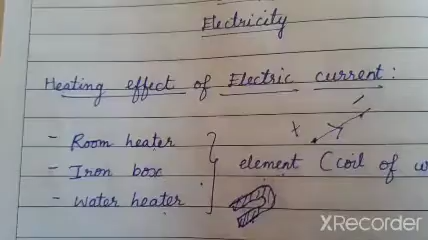 Electricity
Heating effect of Electric current:
- Room heater
- Iron box
- Water heater
element (coil of
XRecorder